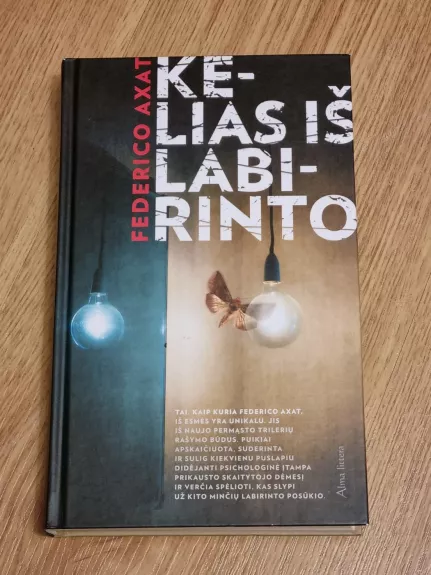 FEDERICO AXAT
KE-
LIAS IŠ
LABI-
RINTO
TAI, KAIP KURIA FEDERICO AXAT,
IŠ ESMĖS YRA UNIKALU. JIS
IŠ NAUJO PERMĄSTO TRILERIŲ
RAŠYMO BŪDUS. PUIKIAI
APSKAIČIUOTA, SUDERINTA
IR SULIG KIEKVIENU PUSLAPIU
DIDĖJANTI PSICHOLOGINĖ ĮTAMPA
PRIKAUSTO SKAITYTOJO DĖMESĮ
IR VERČIA SPĖLIOTI, KAS SLYPI
UŽ KITO MINČIŲ LABIRINTO POSŪKIO.
Alma littera